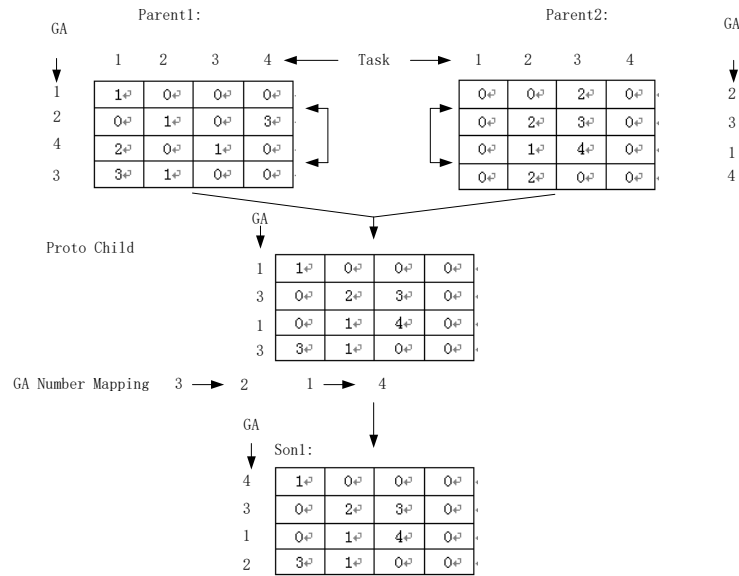 Parent1: Parent2:
GA GA
1 2 3 4 Task 1 2 3 4
1 1 0 0 0 0 0 2 0 2
2 0 1 0 3 0 2 3 0 3
4 2 0 1 0 0 1 4 0 1
3 3 1 0 0 0 2 0 0 4
GA
Proto Child
1 1 0 0 0
3 0 2 3 0
1 0 1 4 0
3 3 1 0 0
GA Number Mapping 3 → 2 1 → 4
GA
Son1:
4 1 0 0 0
3 0 2 3 0
1 0 1 4 0
2 3 1 0 0